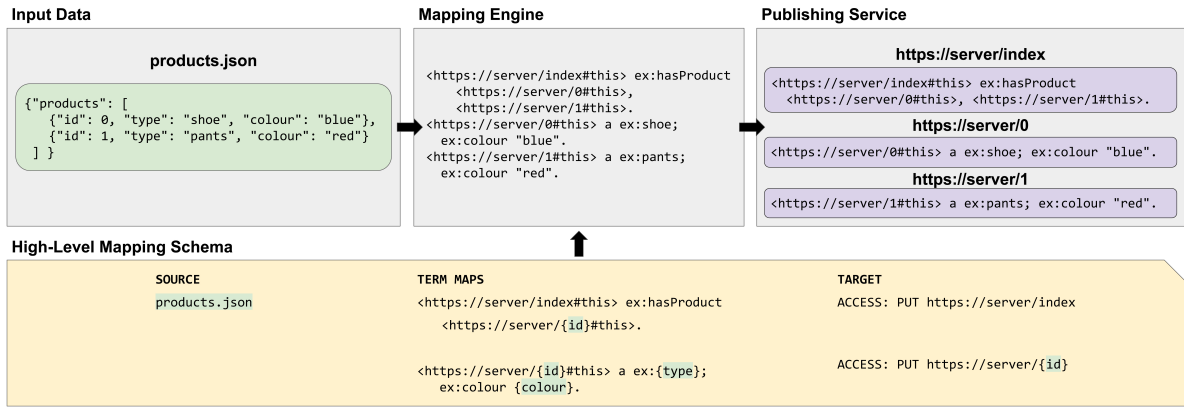 Input Data
products.json
{"products": [
{"id": 0, "type": "shoe", "colour": "blue"},
{"id": 1, "type": "pants", "colour": "red"}
] }
Mapping Engine
<https://server/index#this> ex:hasProduct
<https://server/0#this>,
<https://server/1#this>.
<https://server/0#this> a ex:shoe;
ex:colour "blue".
<https://server/1#this> a ex:pants;
ex:colour "red".
Publishing Service
https://server/index
<https://server/index#this> ex:hasProduct
<https://server/0#this>, <https://server/1#this>.
https://server/0
<https://server/0#this> a ex:shoe; ex:colour "blue".
https://server/1
<https://server/1#this> a ex:pants; ex:colour "red".
High-Level Mapping Schema
SOURCE
products.json
TERM MAPS
<https://server/index#this> ex:hasProduct
<https://server/{id}#this>.
<https://server/{id}#this> a ex:{type};
ex:colour {colour}.
TARGET
ACCESS: PUT https://server/index
ACCESS: PUT https://server/{id}